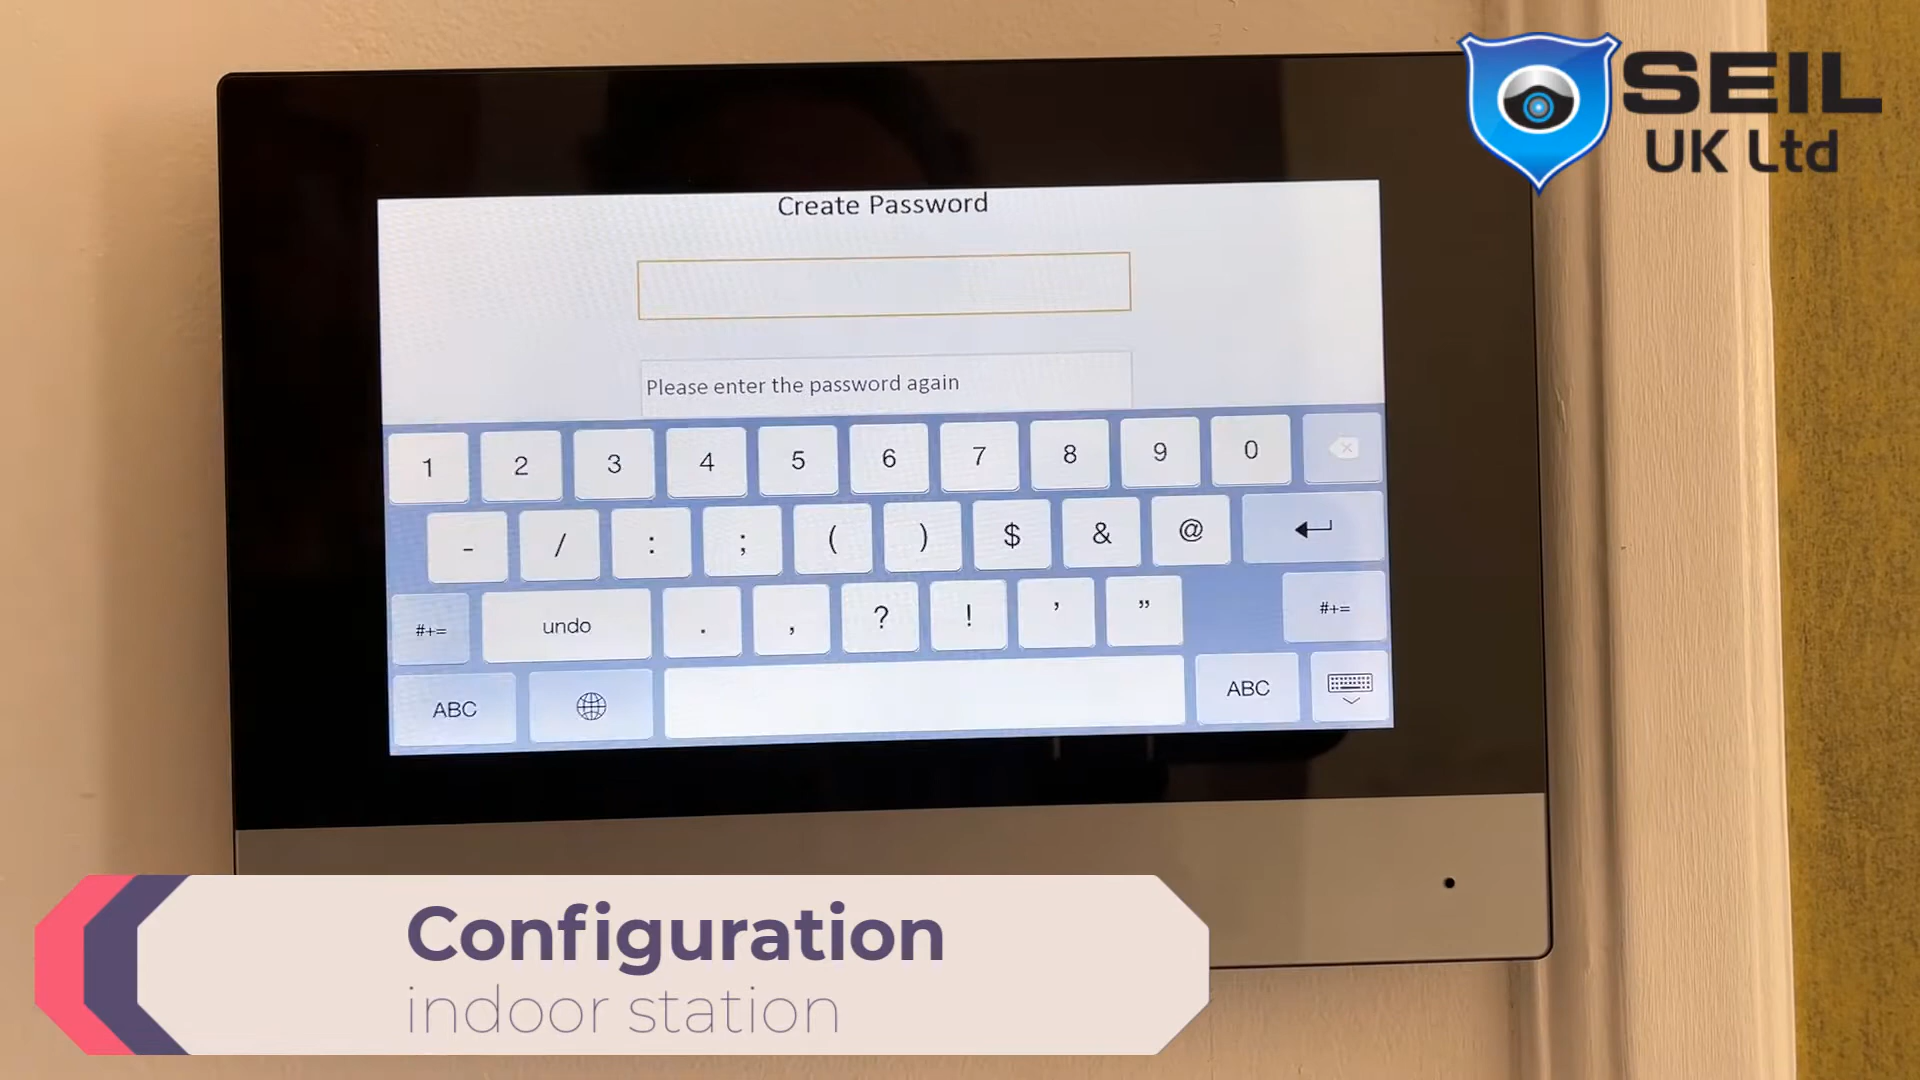 SEIL
UK Ltd
Create Password
Please enter the password again
1 2 3 4 5 6 7 8 9 0
- / : ; ( ) $ & @
#+= undo . , ? ! ’ ” #+=
ABC ABC
Configuration
indoor station